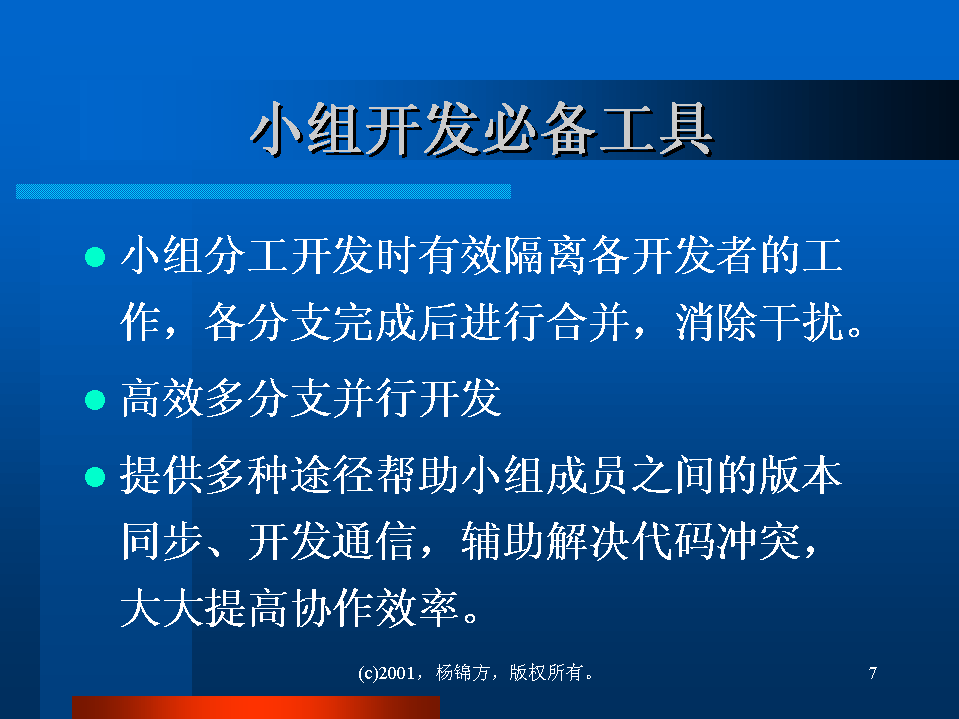 小组开发必备工具
小组分工开发时有效隔离各开发者的工
作，各分支完成后进行合并，消除干扰。
高效多分支并行开发
提供多种途径帮助小组成员之间的版本
同步、开发通信，辅助解决代码冲突，
大大提高协作效率。
(c)2001，杨锦方，版权所有。
7